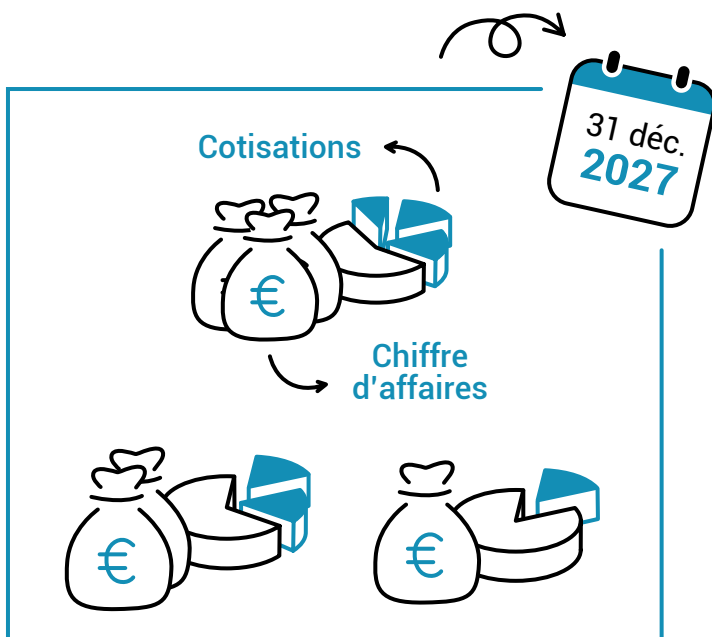 31 déc.
2027
Cotisations
€
Chiffre
d'affaires
€
€